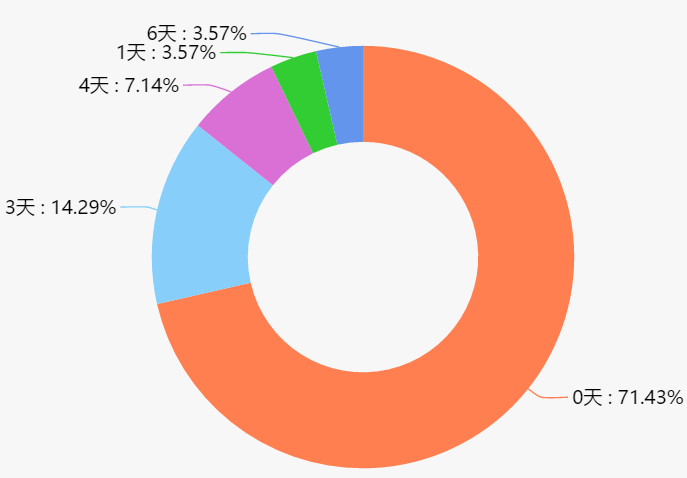 6天 : 3.57%
1天 : 3.57%
4天 : 7.14%
3天 : 14.29%
0天 : 71.43%